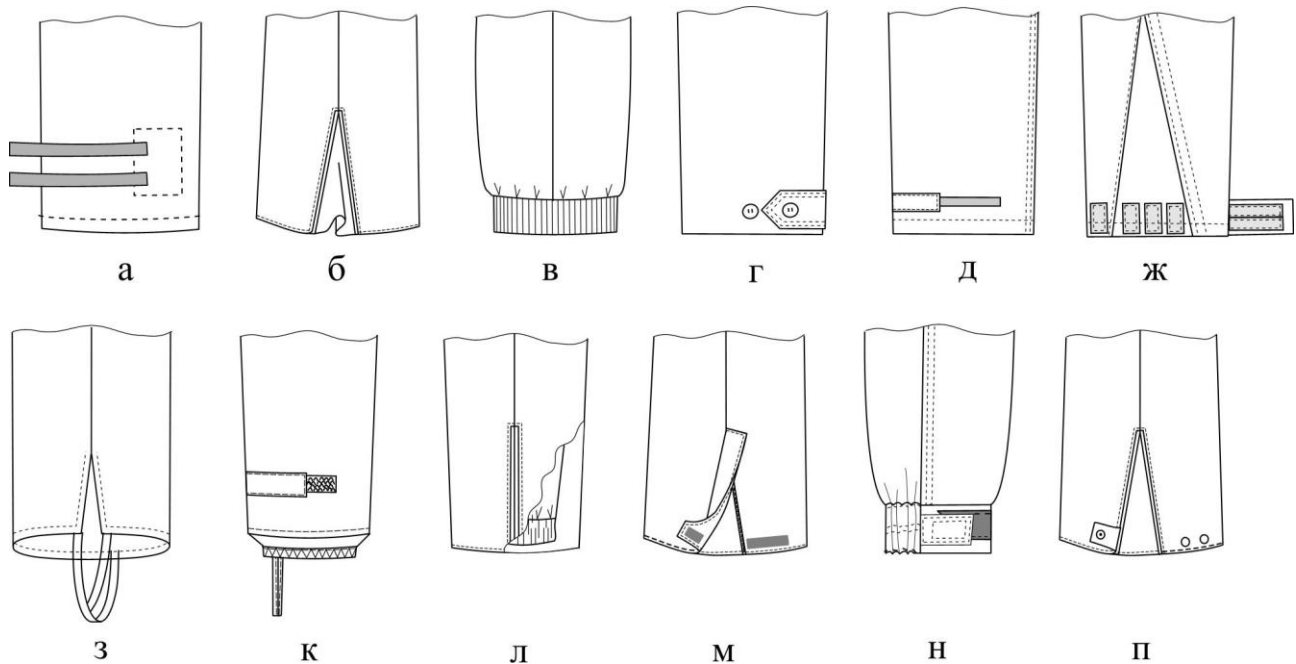 а б в г д ж
з к л м н п